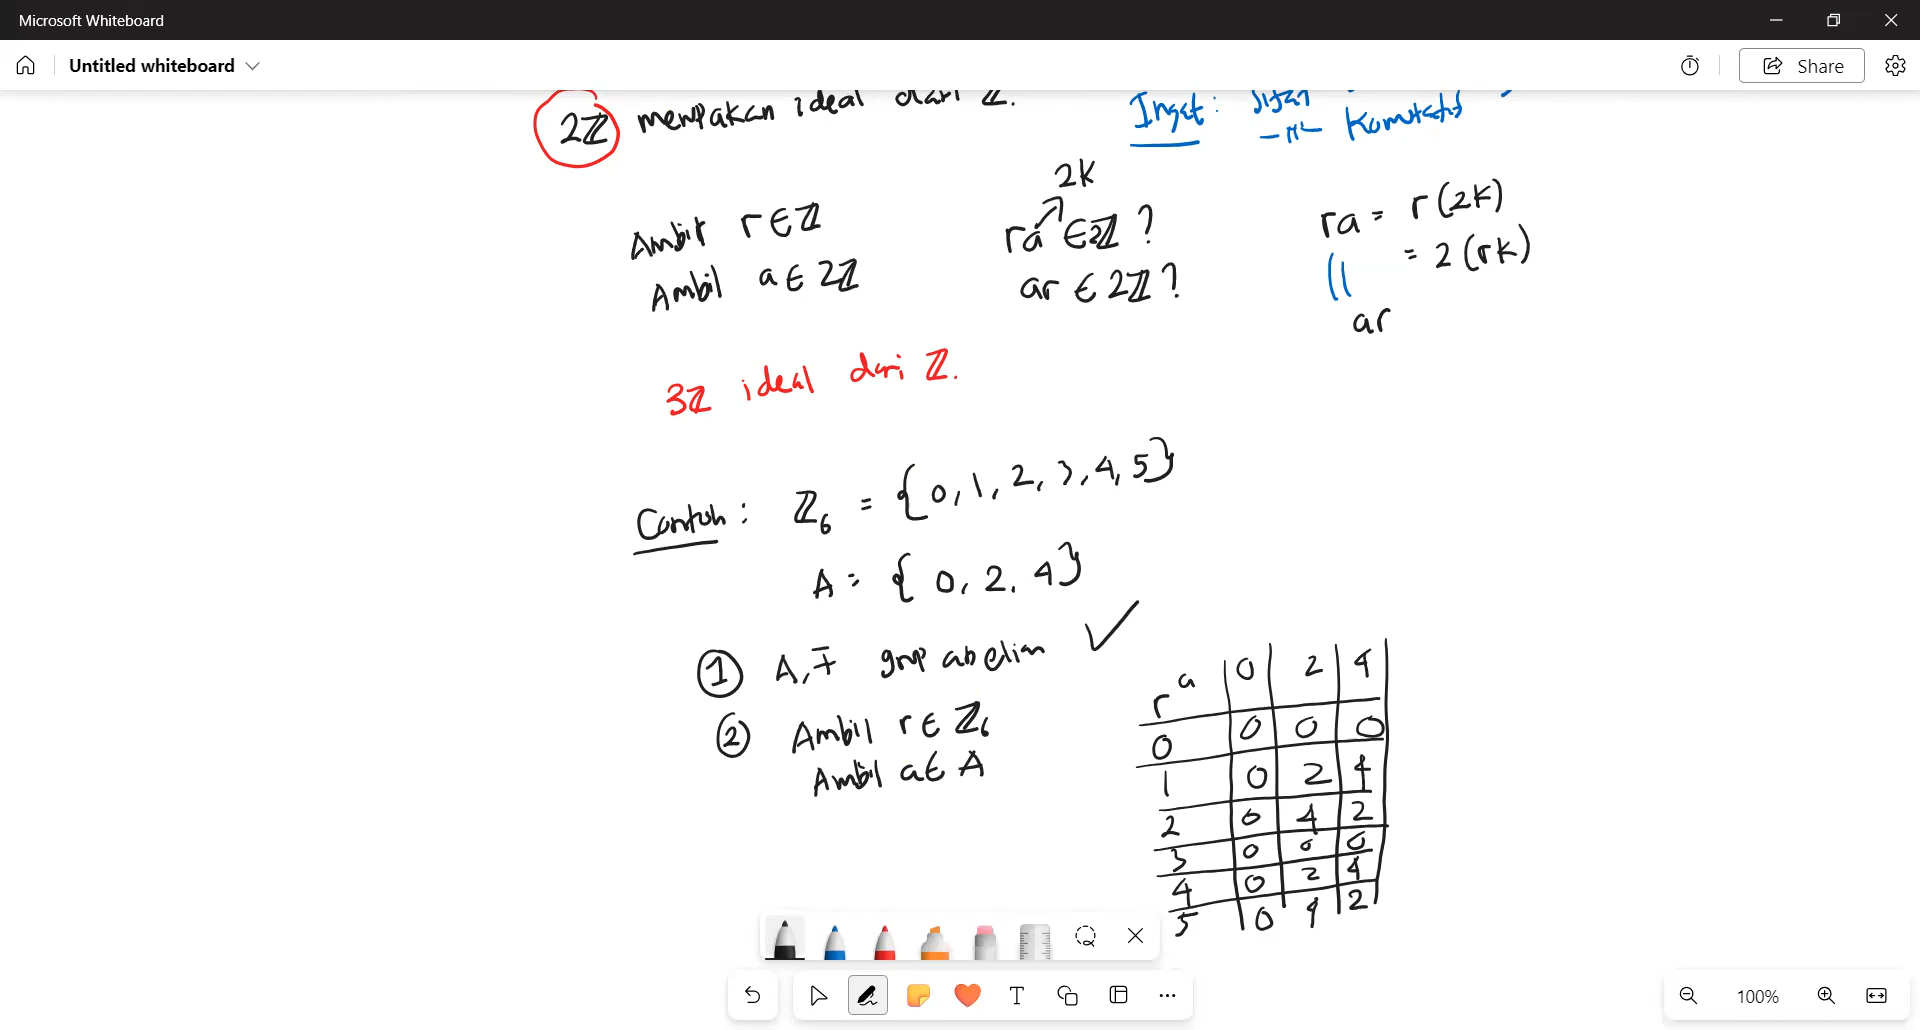 Microsoft Whiteboard
Untitled whiteboard
Share
2ℤ merupakan ideal dari ℤ.
Ingat: sifat
-"- Komutatif
2k
Ambil r ∈ ℤ
Ambil a ∈ 2ℤ
ra ∈ 2ℤ ?
ar ∈ 2ℤ ?
ra = r(2k)
= 2(rk)
||
ar
3ℤ ideal dari ℤ.
Contoh : ℤ₆ = {0, 1, 2, 3, 4, 5}
A = {0, 2, 4}
① A, + grup abelian ✓
② Ambil r ∈ ℤ₆
Ambil a ∈ A
r a 0 2 4
0 0 0 0
1 0 2 4
2 0 4 2
3 0 0 0
4 0 2 4
5 0 4 2
100%